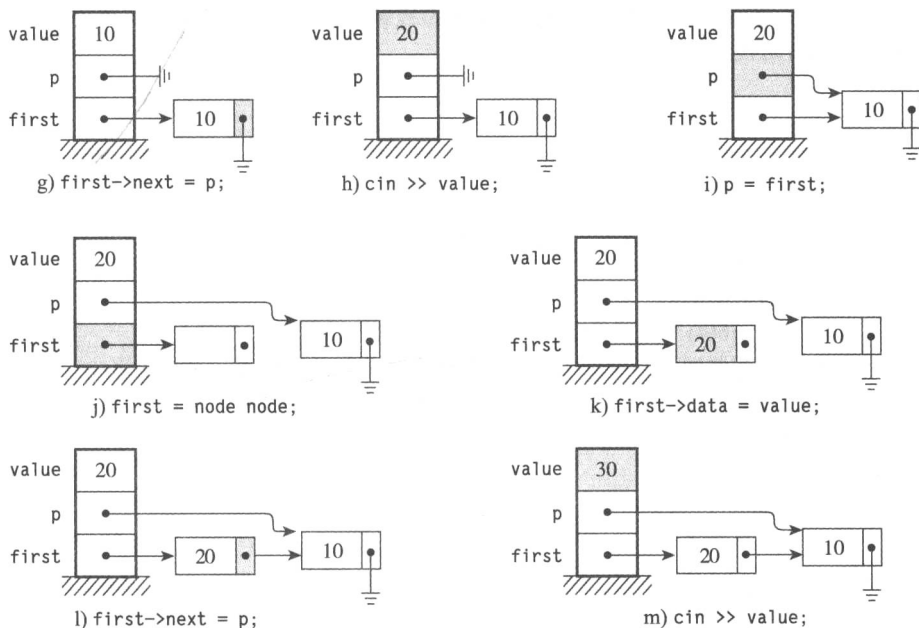 value 10
p
first 10
g) first->next = p;
value 20
p
first 10
h) cin >> value;
value 20
p
first 10
i) p = first;
value 20
p
first 10
j) first = node node;
value 20
p
first 20 10
k) first->data = value;
value 20
p
first 20 10
l) first->next = p;
value 30
p
first 20 10
m) cin >> value;